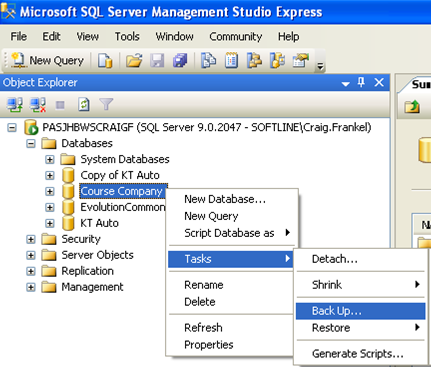 Microsoft SQL Server Management Studio Express
File Edit View Tools Window Community Help
New Query
Object Explorer
PASJHBWSCRAIGF (SQL Server 9.0.2047 - SOFTLINE\Craig.Frankel)
Databases
System Databases
Copy of KT Auto
Course Company
EvolutionCommon
KT Auto
Security
Server Objects
Replication
Management
New Database...
New Query
Script Database as
Tasks
Rename
Delete
Refresh
Properties
Detach...
Shrink
Back Up...
Restore
Generate Scripts...